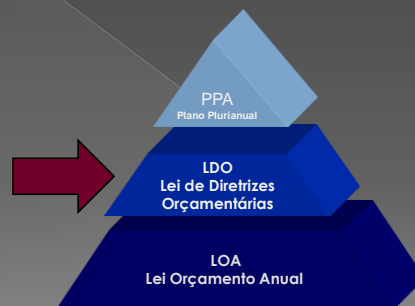 PPA
Plano Plurianual
LDO
Lei de Diretrizes
Orçamentárias
LOA
Lei Orçamento Anual